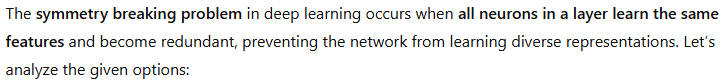 The symmetry breaking problem in deep learning occurs when all neurons in a layer learn the same
features and become redundant, preventing the network from learning diverse representations. Let's
analyze the given options: